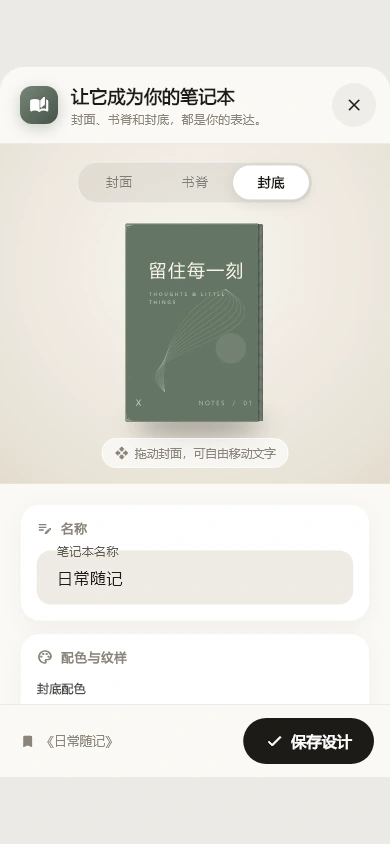 让它成为你的笔记本
封面、书脊和封底，都是你的表达。
封面 书脊 封底
留住每一刻
THOUGHTS & LITTLE
THINGS
X NOTES / 01
拖动封面，可自由移动文字
名称
笔记本名称
日常随记
配色与纹样
封底配色
《日常随记》
保存设计